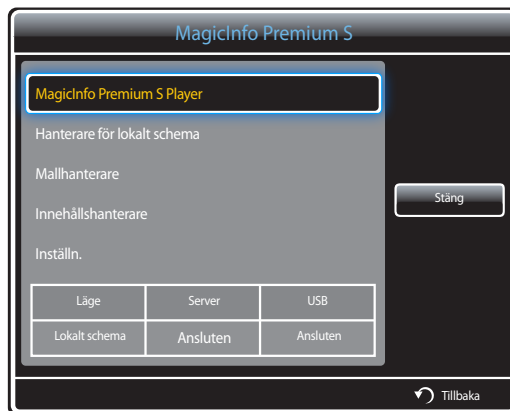 MagicInfo Premium S
MagicInfo Premium S Player
Hanterare för lokalt schema
Mallhanterare
Innehållshanterare
Inställn.
Stäng
Läge Server USB
Lokalt schema Ansluten Ansluten
Tillbaka